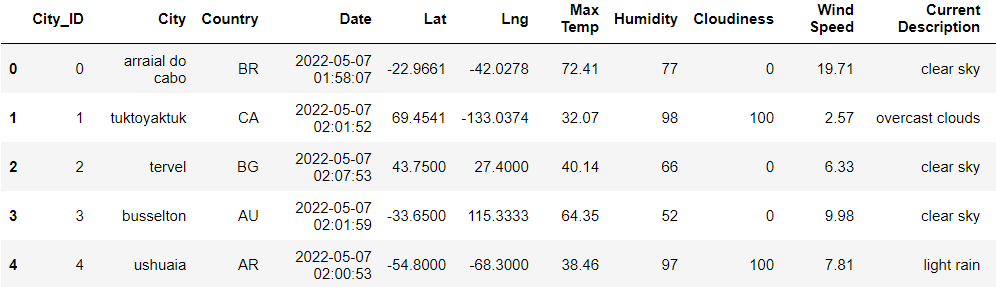 City_ID City Country Date Lat Lng Max Temp Humidity Cloudiness Wind Speed Current Description
0 0 arraial do cabo BR 2022-05-07 01:58:07 -22.9661 -42.0278 72.41 77 0 19.71 clear sky
1 1 tuktoyaktuk CA 2022-05-07 02:01:52 69.4541 -133.0374 32.07 98 100 2.57 overcast clouds
2 2 tervel BG 2022-05-07 02:07:53 43.7500 27.4000 40.14 66 0 6.33 clear sky
3 3 busselton AU 2022-05-07 02:01:59 -33.6500 115.3333 64.35 52 0 9.98 clear sky
4 4 ushuaia AR 2022-05-07 02:00:53 -54.8000 -68.3000 38.46 97 100 7.81 light rain